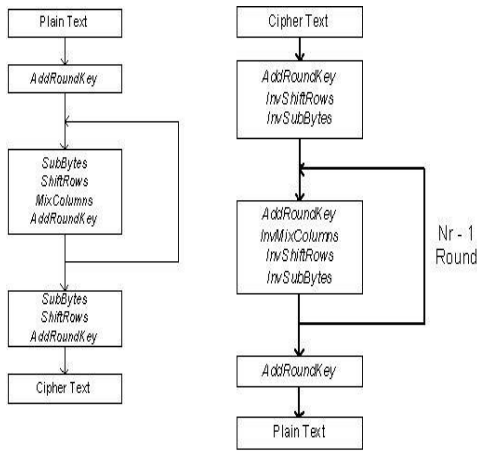 Plain Text
AddRoundKey
SubBytes
ShiftRows
MixColumns
AddRoundKey
SubBytes
ShiftRows
AddRoundKey
Cipher Text
Cipher Text
AddRoundKey
InvShiftRows
InvSubBytes
AddRoundKey
InvMixColumns
InvShiftRows
InvSubBytes
Nr - 1
Round
AddRoundKey
Plain Text